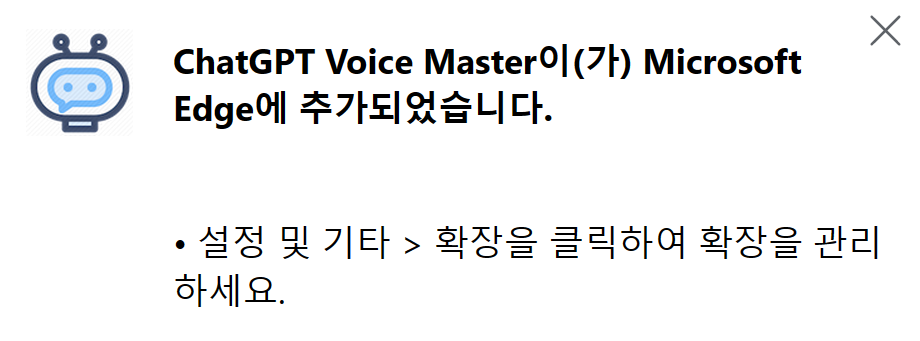 ChatGPT Voice Master이(가) Microsoft
Edge에 추가되었습니다.
• 설정 및 기타 > 확장을 클릭하여 확장을 관리
하세요.